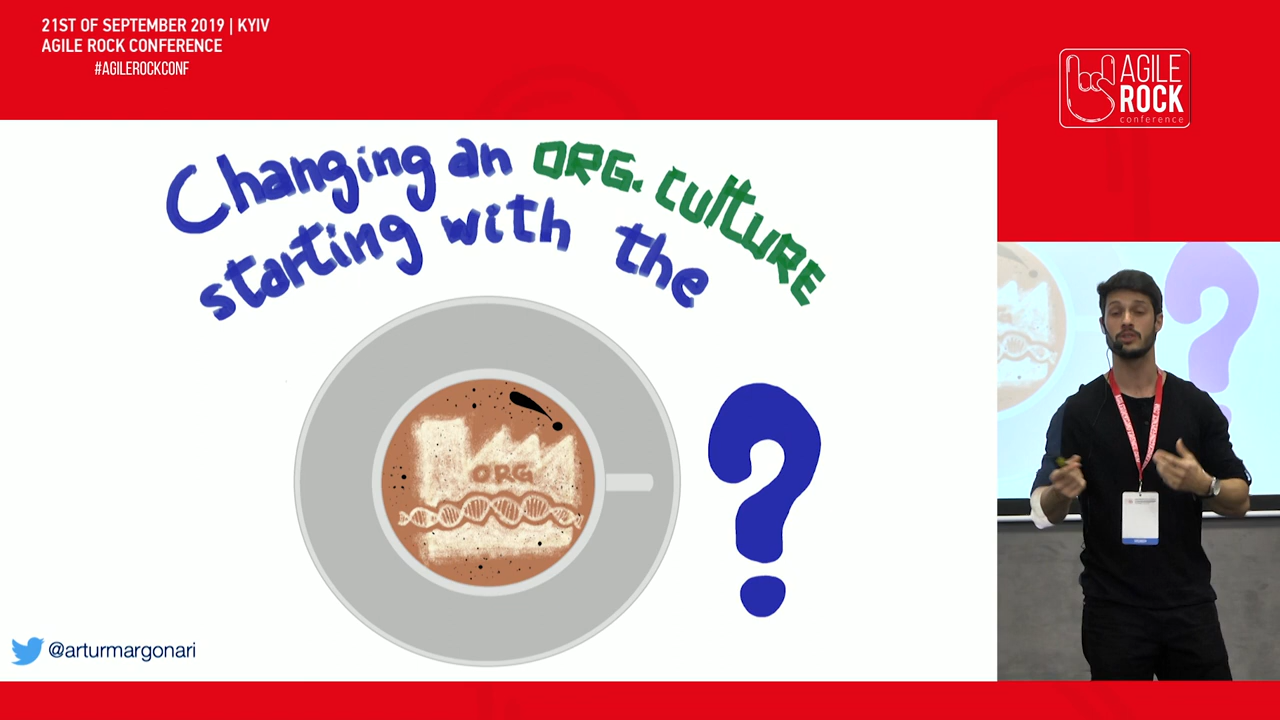 21ST OF SEPTEMBER 2019 | KYIV
AGILE ROCK CONFERENCE
#AGILEROCKCONF
AGILE
ROCK
conference
Changing an ORG. culture
starting with the
ORG
?
@arturmargonari